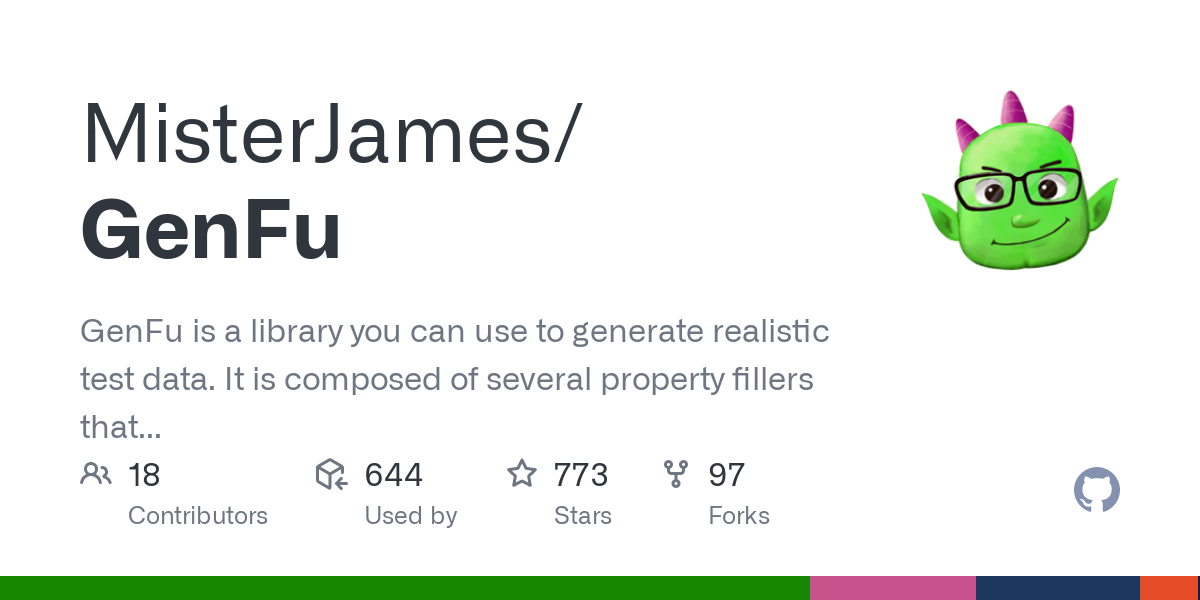 MisterJames/
GenFu
GenFu is a library you can use to generate realistic
test data. It is composed of several property fillers
that...
18 644 773 97
Contributors Used by Stars Forks